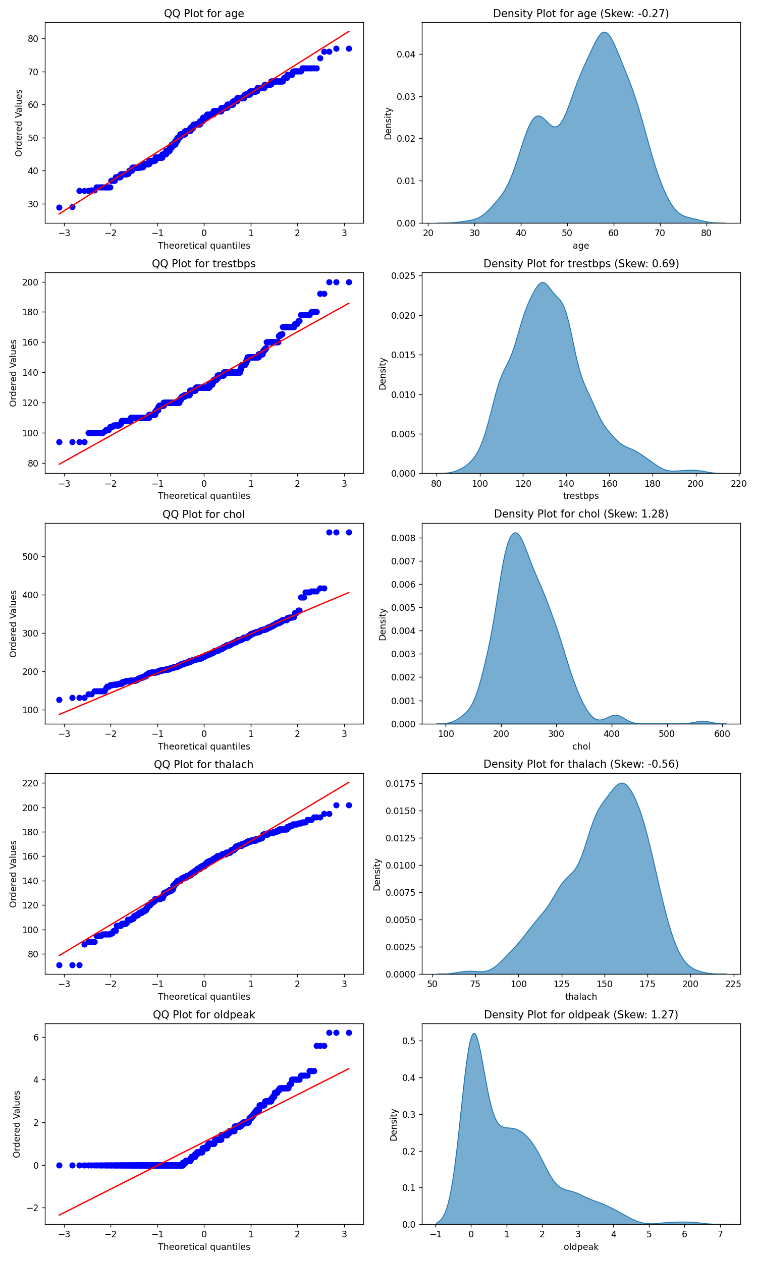 QQ Plot for age
Ordered Values
80
70
60
50
40
30
−3 −2 −1 0 1 2 3
Theoretical quantiles
Density Plot for age (Skew: -0.27)
Density
0.04
0.03
0.02
0.01
0.00
20 30 40 50 60 70 80
age
QQ Plot for trestbps
Ordered Values
200
180
160
140
120
100
80
−3 −2 −1 0 1 2 3
Theoretical quantiles
Density Plot for trestbps (Skew: 0.69)
Density
0.025
0.020
0.015
0.010
0.005
0.000
80 100 120 140 160 180 200 220
trestbps
QQ Plot for chol
Ordered Values
500
400
300
200
100
−3 −2 −1 0 1 2 3
Theoretical quantiles
Density Plot for chol (Skew: 1.28)
Density
0.008
0.007
0.006
0.005
0.004
0.003
0.002
0.001
0.000
100 200 300 400 500 600
chol
QQ Plot for thalach
Ordered Values
220
200
180
160
140
120
100
80
−3 −2 −1 0 1 2 3
Theoretical quantiles
Density Plot for thalach (Skew: -0.56)
Density
0.0175
0.0150
0.0125
0.0100
0.0075
0.0050
0.0025
0.0000
50 75 100 125 150 175 200 225
thalach
QQ Plot for oldpeak
Ordered Values
6
4
2
0
−2
−3 −2 −1 0 1 2 3
Theoretical quantiles
Density Plot for oldpeak (Skew: 1.27)
Density
0.5
0.4
0.3
0.2
0.1
0.0
−1 0 1 2 3 4 5 6 7
oldpeak